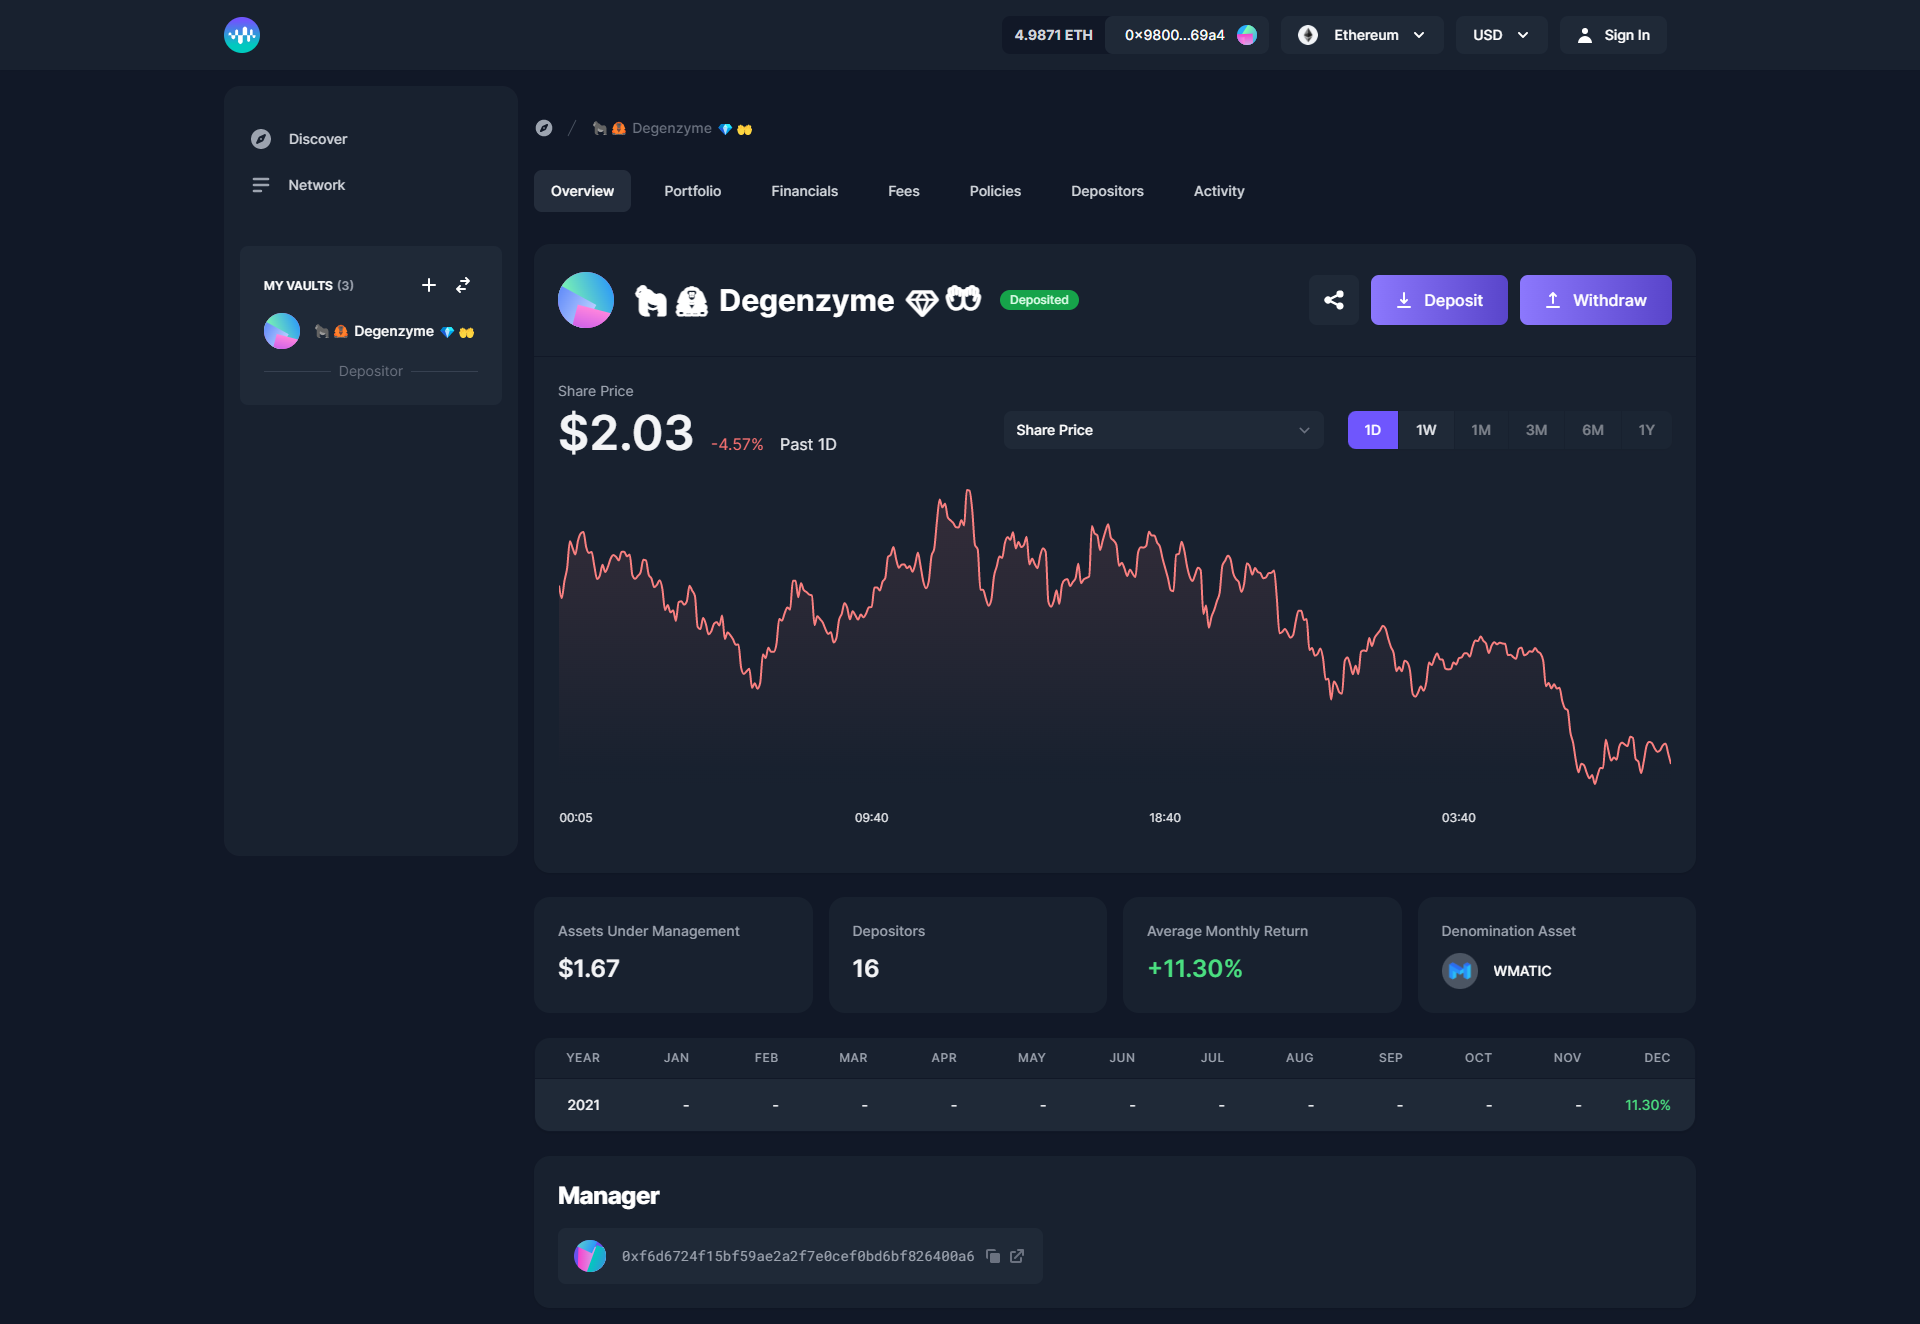 4.9871 ETH 0×9800...69a4 Ethereum USD Sign In
Discover
Network
MY VAULTS (3)
🦍 🦧 Degenzyme 💎 👐
Depositor
/ 🦍 🦧 Degenzyme 💎 👐
Overview Portfolio Financials Fees Policies Depositors Activity
🦍 🦧 Degenzyme 💎 👐 Deposited Deposit Withdraw
Share Price
$2.03 -4.57% Past 1D
Share Price
1D 1W 1M 3M 6M 1Y
00:05 09:40 18:40 03:40
Assets Under Management
$1.67
Depositors
16
Average Monthly Return
+11.30%
Denomination Asset
WMATIC
YEAR JAN FEB MAR APR MAY JUN JUL AUG SEP OCT NOV DEC
2021 - - - - - - - - - - - 11.30%
Manager
0xf6d6724f15bf59ae2a2f7e0cef0bd6bf826400a6